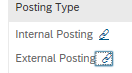 Posting Type
Internal Posting
External Posting